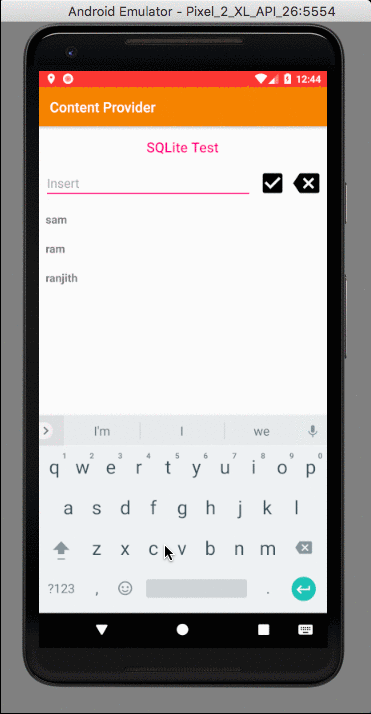 Android Emulator - Pixel_2_XL_API_26:5554
12:44
Content Provider
SQLite Test
Insert
sam
ram
ranjith
I'm I we
1 2 3 4 5 6 7 8 9 0
q w e r t y u i o p
a s d f g h j k l
z x c v b n m
?123 , .